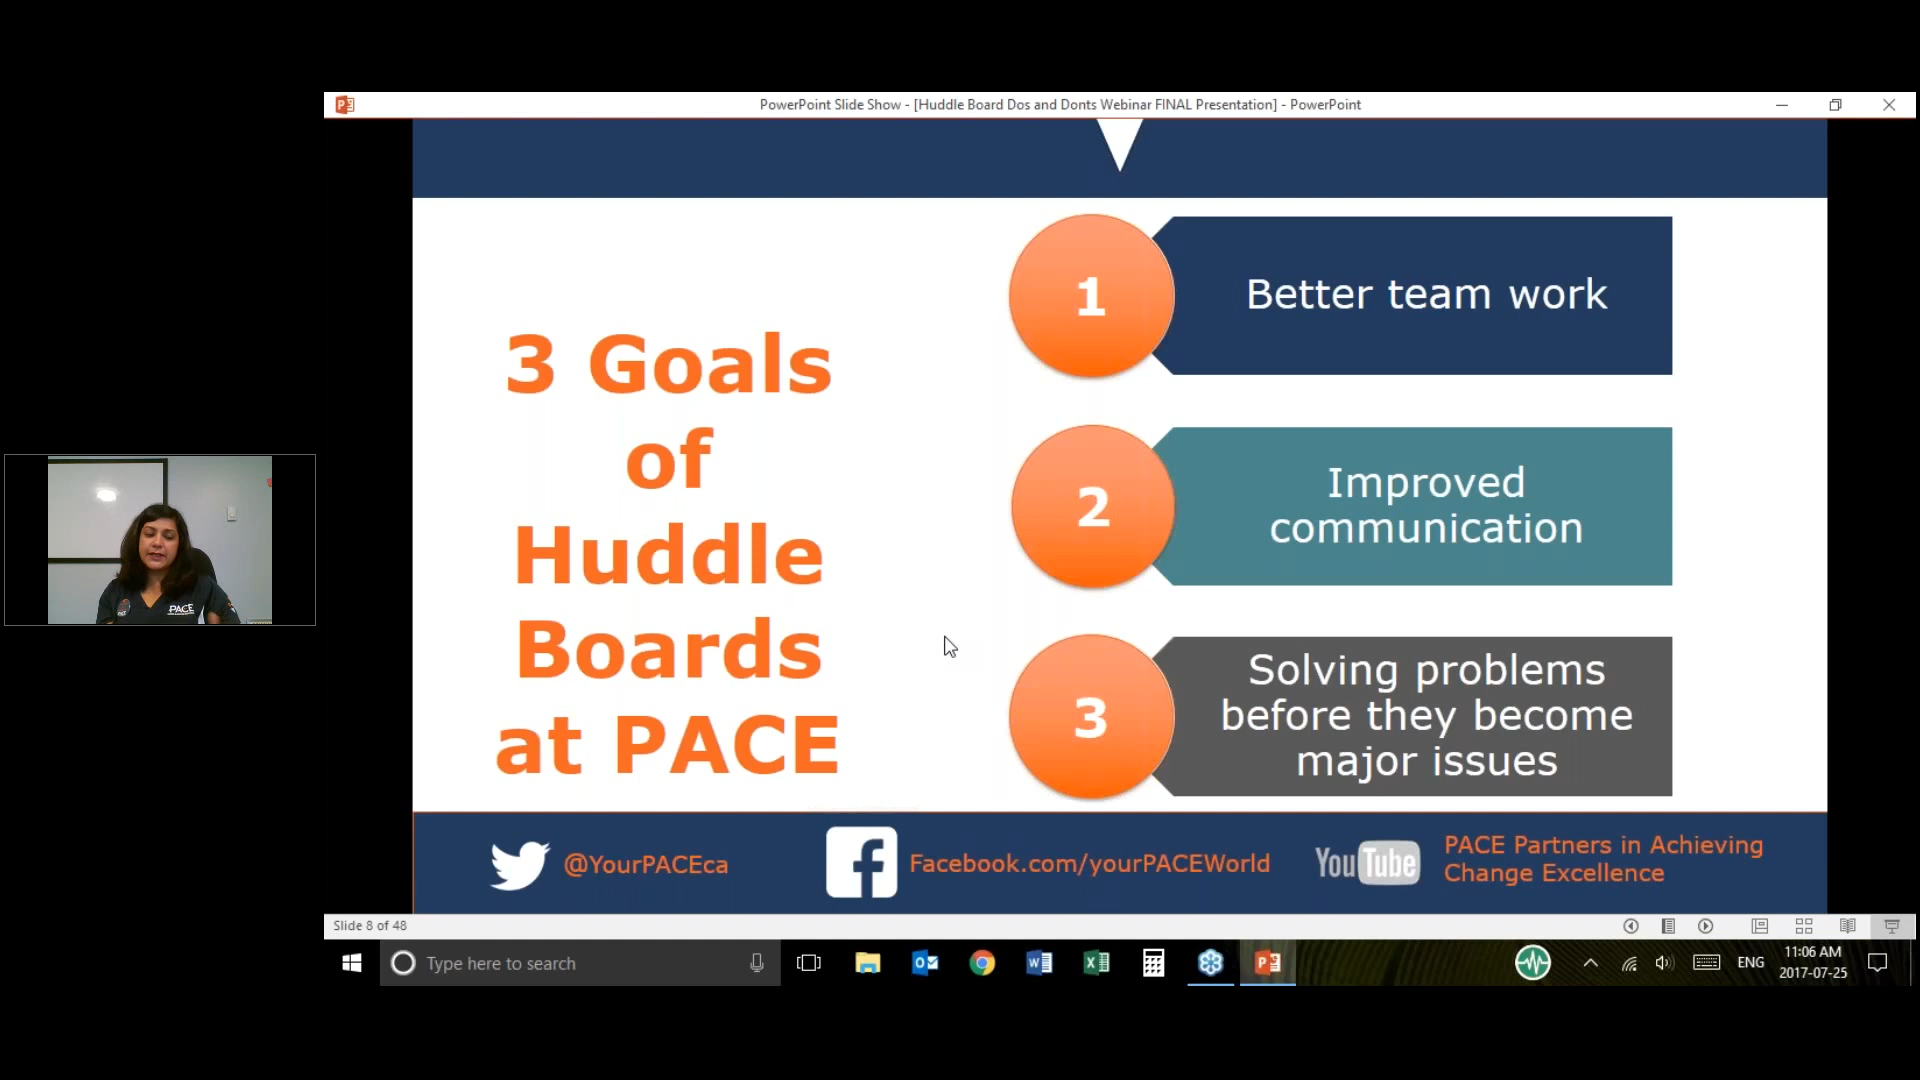 PowerPoint Slide Show - [Huddle Board Dos and Donts Webinar FINAL Presentation] - PowerPoint
3 Goals
of
Huddle
Boards
at PACE
1
Better team work
2
Improved
communication
3
Solving problems
before they become
major issues
PACE
@YourPACEca
Facebook.com/yourPACEWorld
YouTube
PACE Partners in Achieving
Change Excellence
Slide 8 of 48
Type here to search
ENG
11:06 AM
2017-07-25